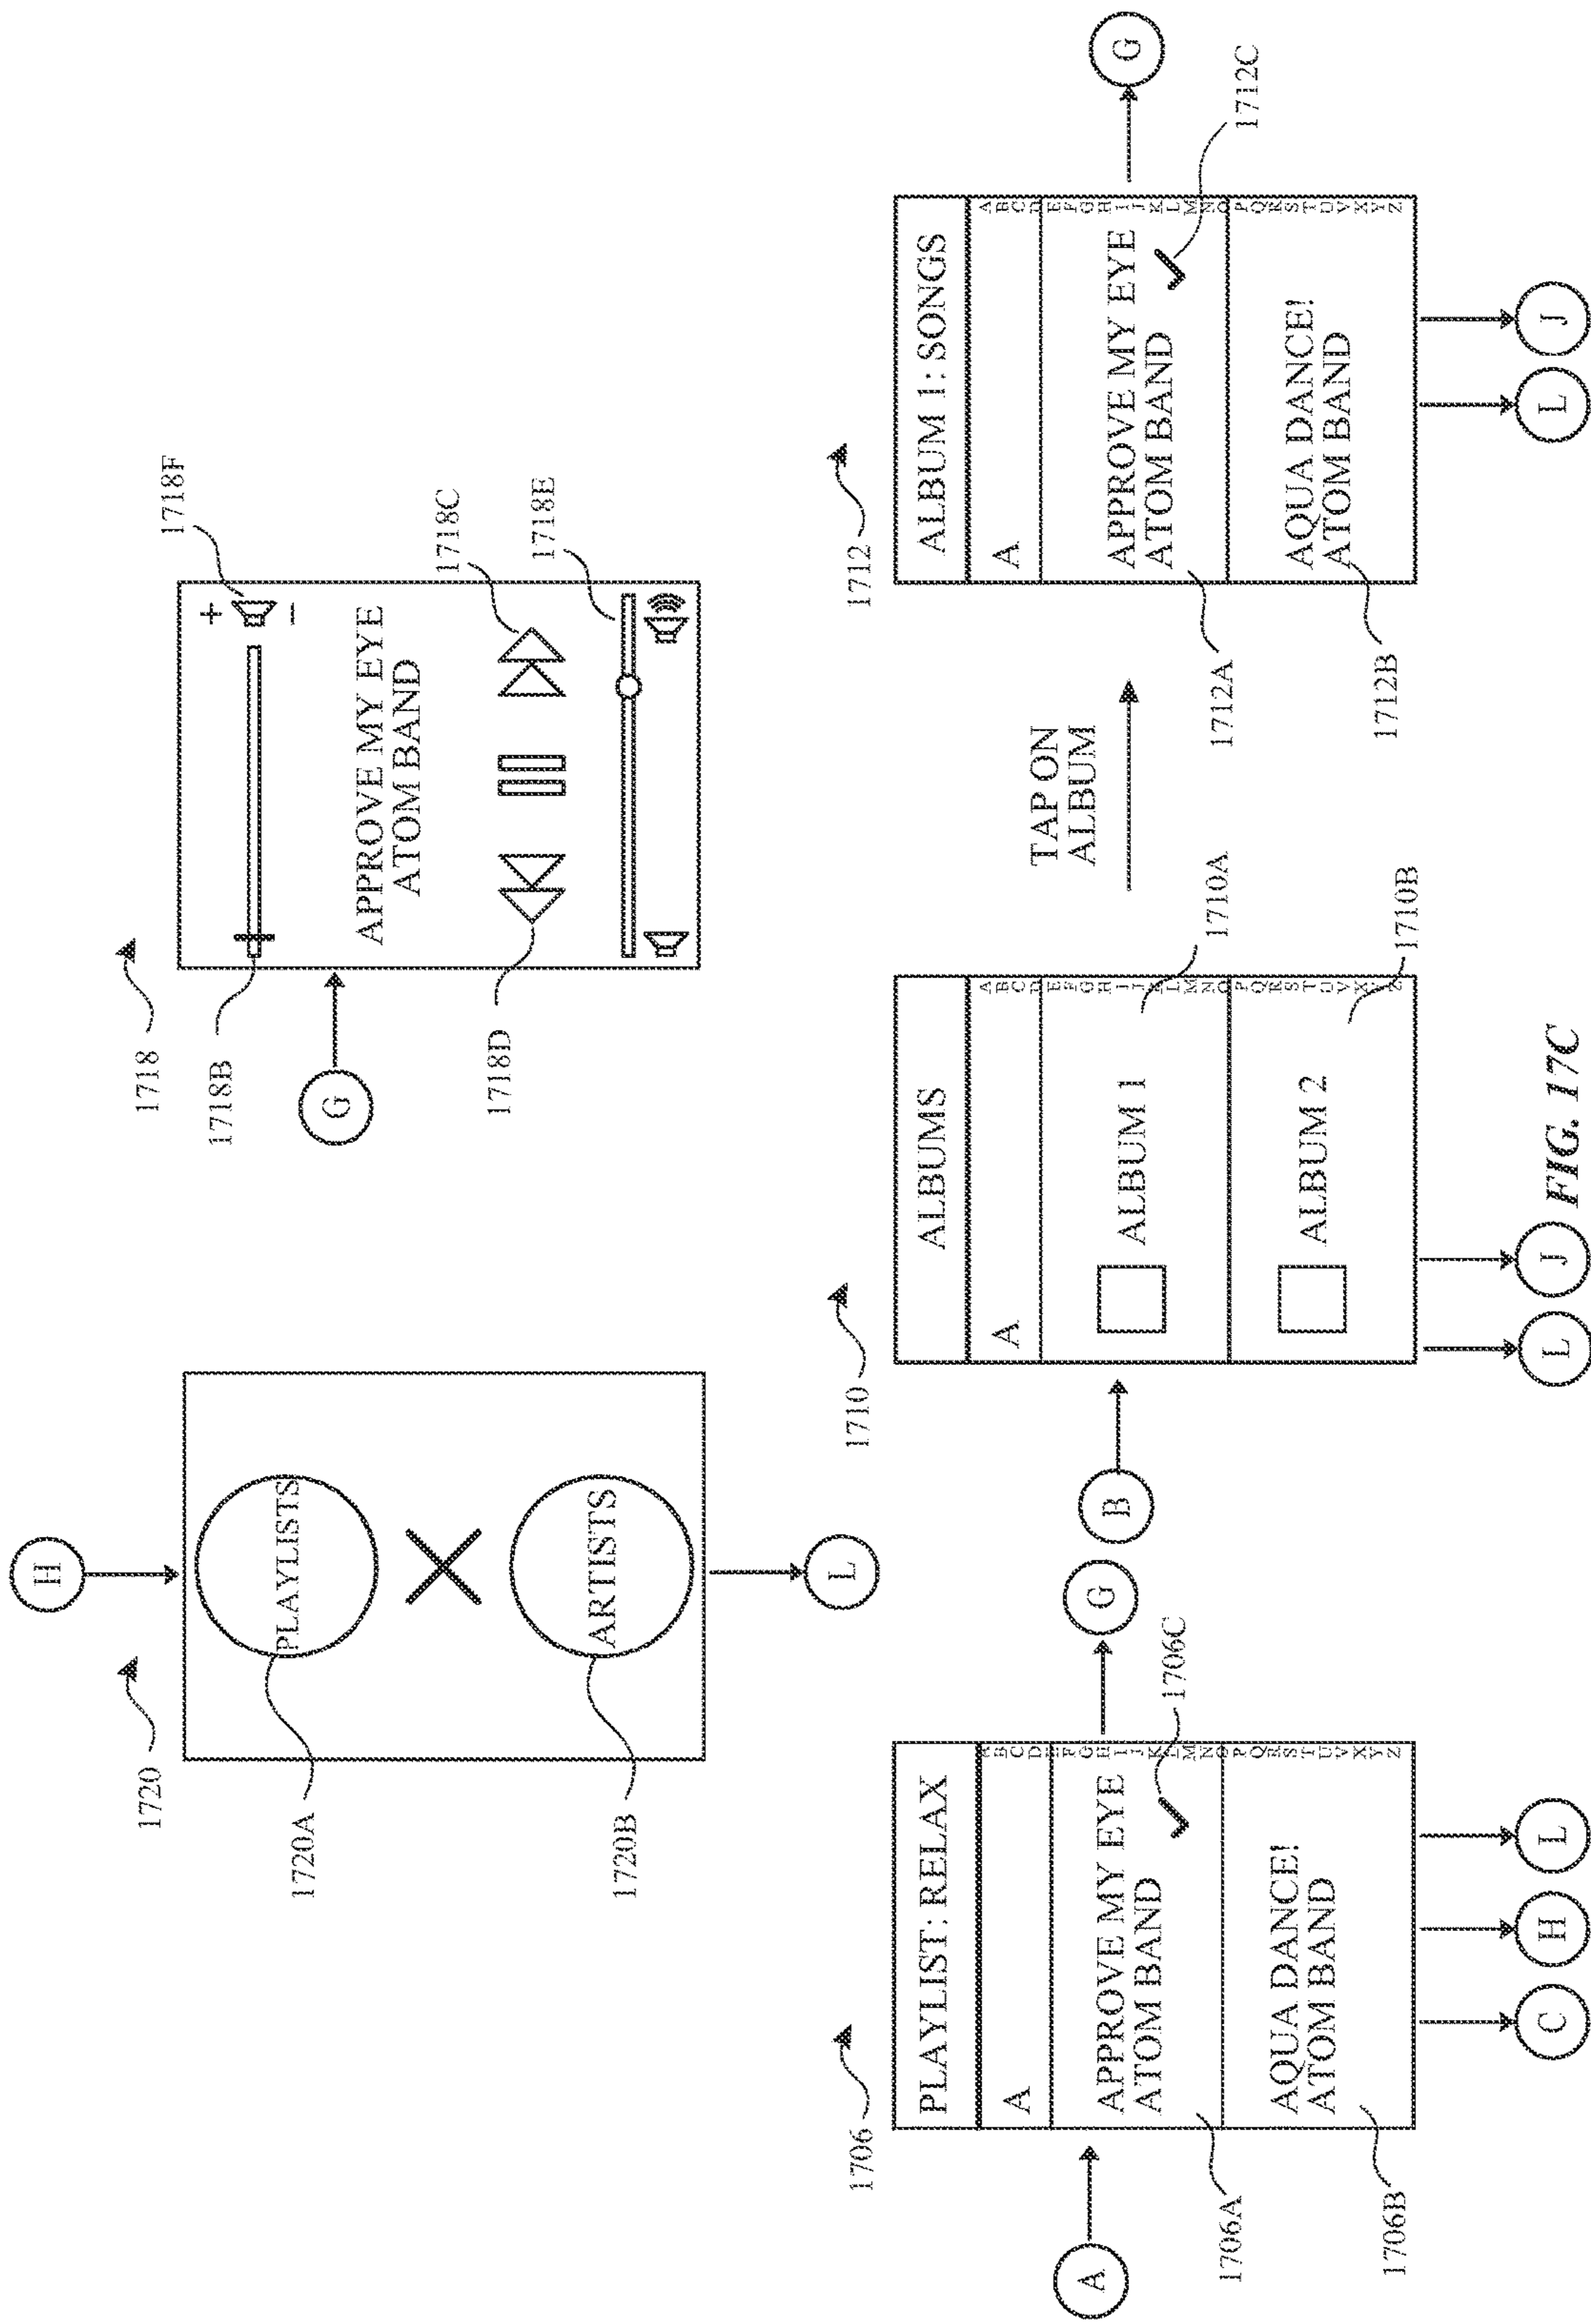 H
1720
PLAYLISTS
1720A
ARTISTS
1720B
L
1718
1718F
+
−
1718B
G
APPROVE MY EYE
ATOM BAND
1718C
1718D
1718E
1706
A
PLAYLIST: RELAX
A
APPROVE MY EYE
ATOM BAND
1706A
1706C
G
AQUA DANCE!
ATOM BAND
1706B
C
H
L
1710
B
ALBUMS
A
A
B
C
D
E
F
G
H
I
J
ALBUM 1
1710A
ALBUM 2
1710B
L
J
TAP ON
ALBUM
1712
ALBUM 1: SONGS
A
A
B
C
D
E
F
G
H
I
J
K
L
M
N
O
P
Q
R
S
T
U
V
X
Y
Z
APPROVE MY EYE
ATOM BAND
1712A
1712C
G
AQUA DANCE!
ATOM BAND
1712B
L
J
FIG. 17C